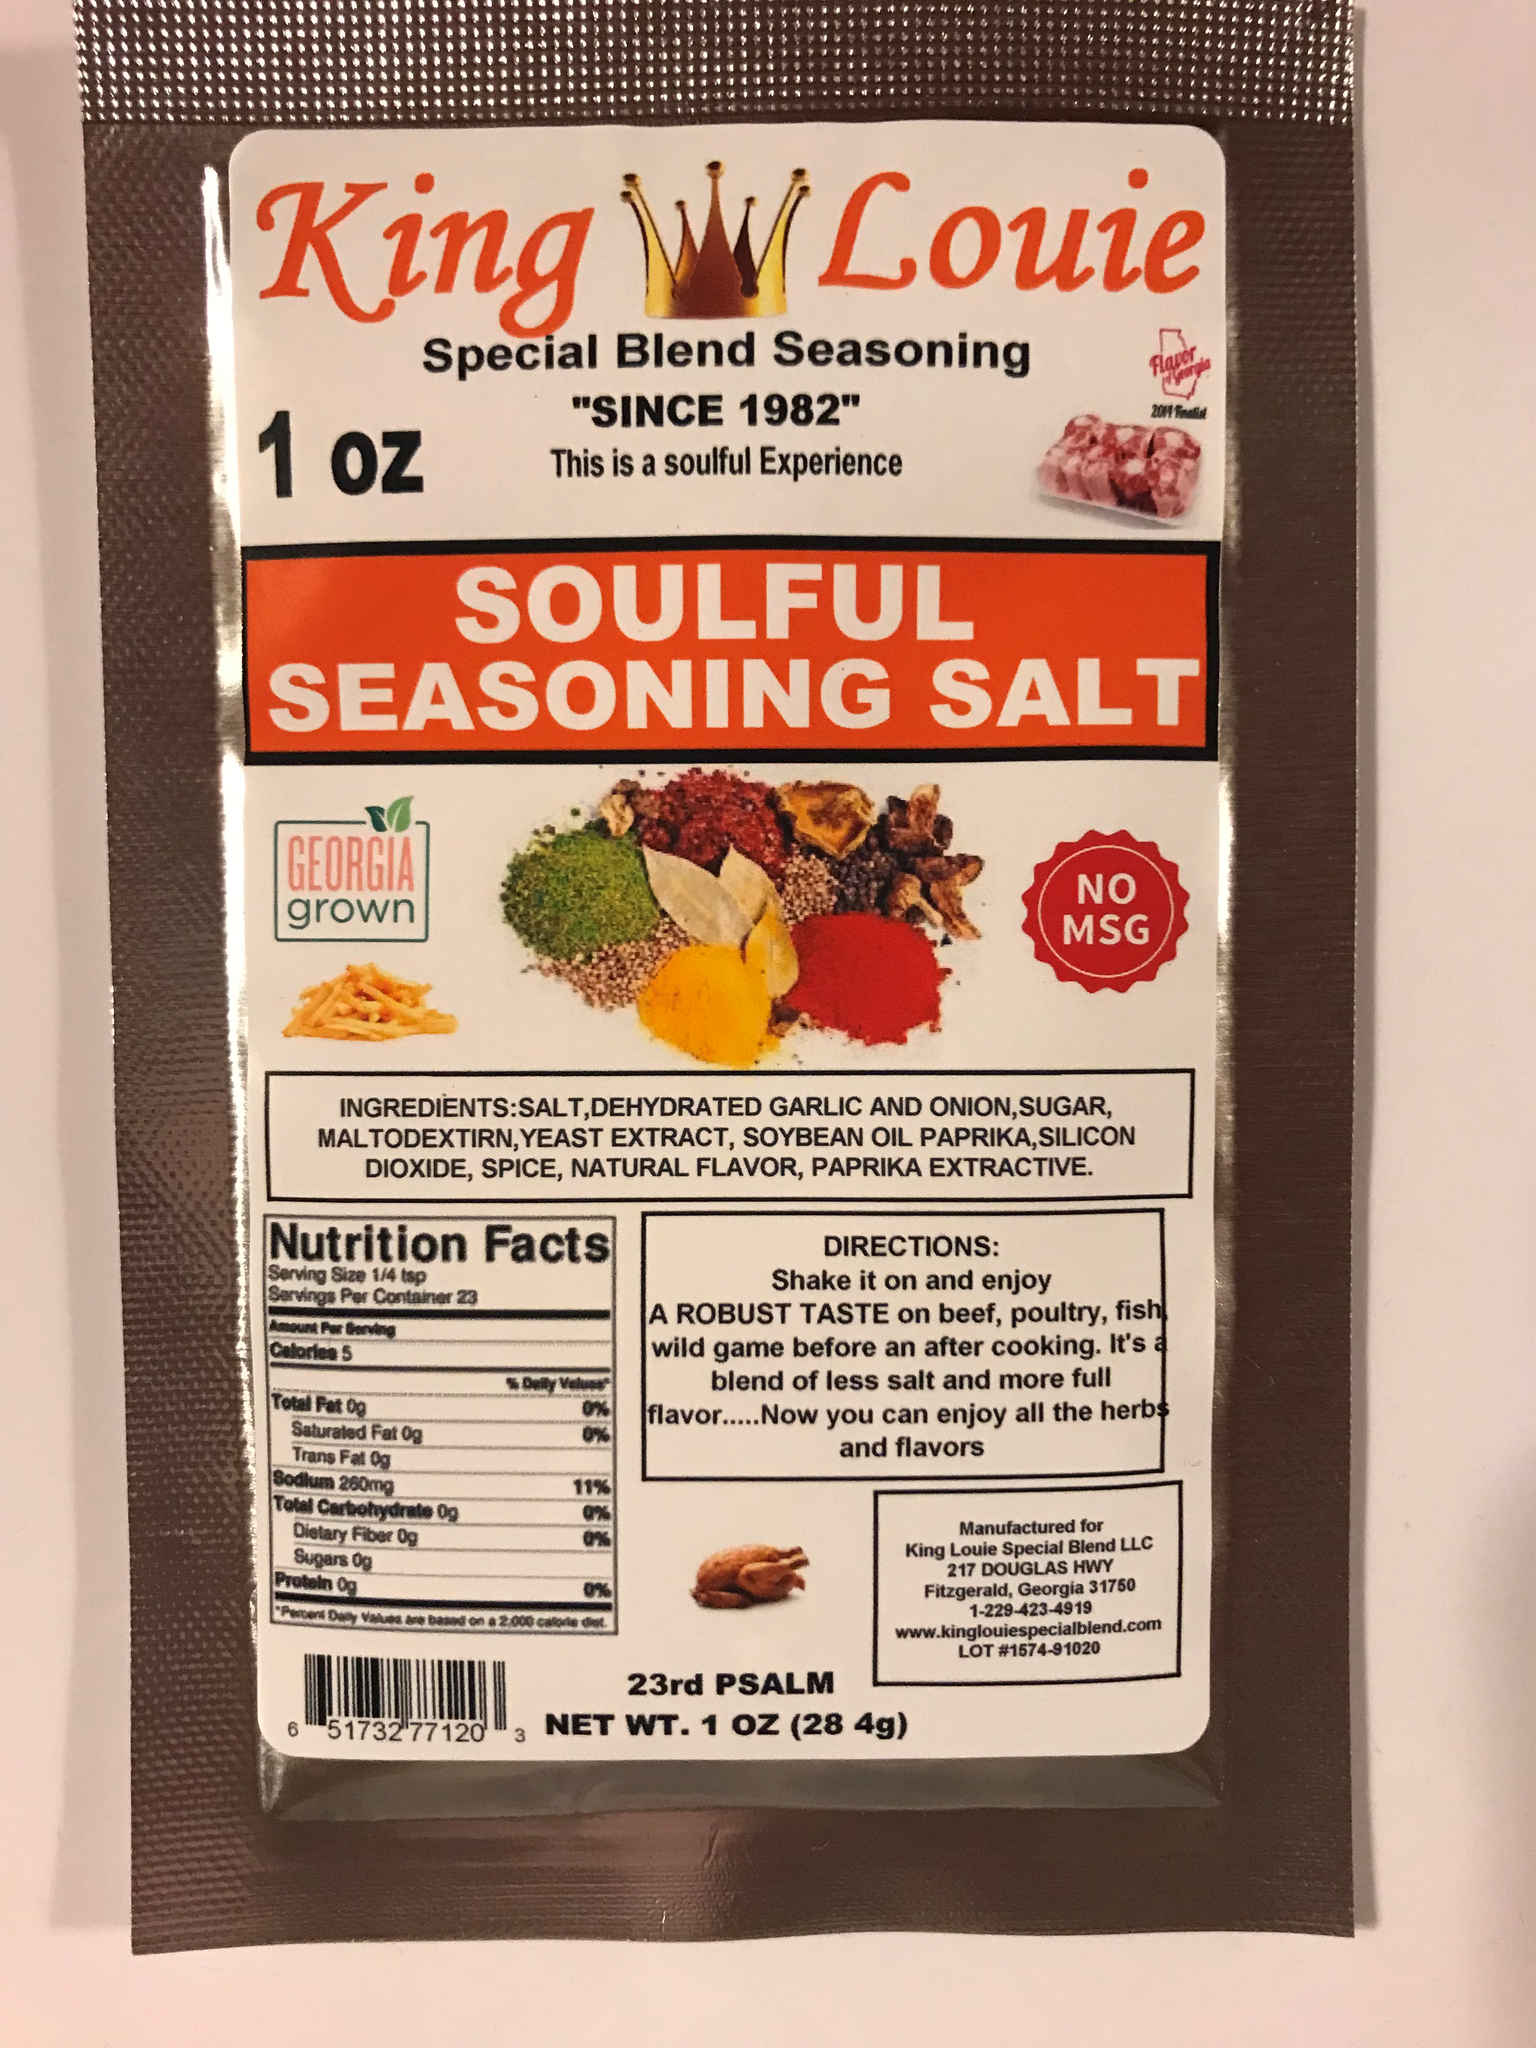 King Louie
Special Blend Seasoning
"SINCE 1982"
This is a soulful Experience
1 oz
Flavor
of Georgia
2014 Finalist
SOULFUL
SEASONING SALT
GEORGIA
grown
NO
MSG
INGREDIENTS:SALT,DEHYDRATED GARLIC AND ONION,SUGAR,
MALTODEXTIRN,YEAST EXTRACT, SOYBEAN OIL PAPRIKA,SILICON
DIOXIDE, SPICE, NATURAL FLAVOR, PAPRIKA EXTRACTIVE.
Nutrition Facts
Serving Size 1/4 tsp
Servings Per Container 23
Amount Per Serving
Calories 5
% Daily Values*
Total Fat 0g 0%
Saturated Fat 0g 0%
Trans Fat 0g
Sodium 260mg 11%
Total Carbohydrate 0g 0%
Dietary Fiber 0g 0%
Sugars 0g
Protein 0g 0%
*Percent Daily Values are based on a 2,000 calorie diet.
DIRECTIONS:
Shake it on and enjoy
A ROBUST TASTE on beef, poultry, fish,
wild game before an after cooking. It's a
blend of less salt and more full
flavor.....Now you can enjoy all the herbs
and flavors
Manufactured for
King Louie Special Blend LLC
217 DOUGLAS HWY
Fitzgerald, Georgia 31750
1-229-423-4919
www.kinglouiespecialblend.com
LOT #1574-91020
6 51732 77120 3
23rd PSALM
NET WT. 1 OZ (28 4g)